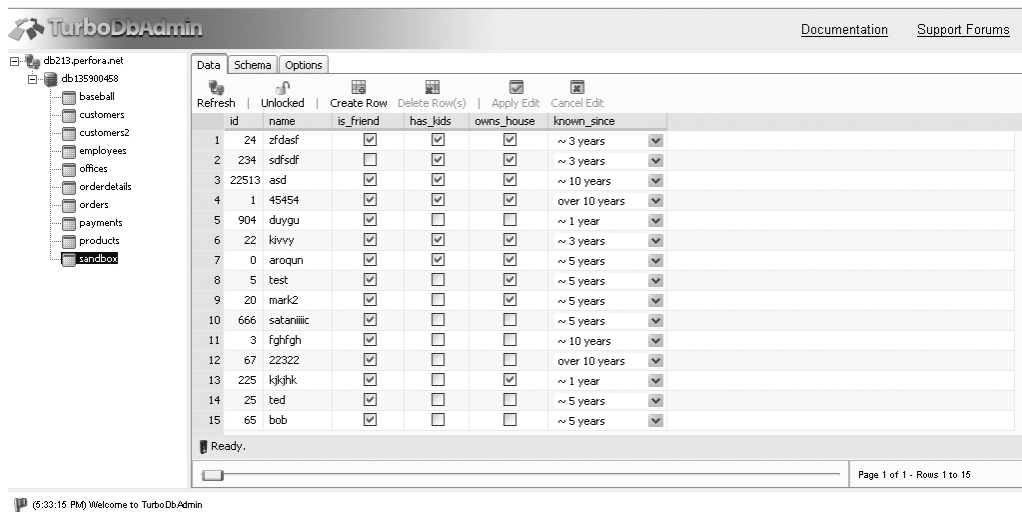 TurboDbAdmin
Documentation Support Forums
db213.perfora.net
db135900458
baseball
customers
customers2
employees
offices
orderdetails
orders
payments
products
sandbox
Data Schema Options
Refresh | Unlocked | Create Row Delete Row(s) | Apply Edit Cancel Edit
id name is_friend has_kids owns_house known_since
1 24 zfdasf ~ 3 years
2 234 sdfsdf ~ 3 years
3 22513 asd ~ 10 years
4 1 45454 over 10 years
5 904 duygu ~ 1 year
6 22 kivvy ~ 3 years
7 0 aroqun ~ 5 years
8 5 test ~ 5 years
9 20 mark2 ~ 5 years
10 666 sataniiiic ~ 5 years
11 3 fghfgh ~ 10 years
12 67 22322 over 10 years
13 225 kjkjhk ~ 1 year
14 25 ted ~ 5 years
15 65 bob ~ 5 years
Ready.
Page 1 of 1 - Rows 1 to 15
(5:33:15 PM) Welcome to TurboDbAdmin